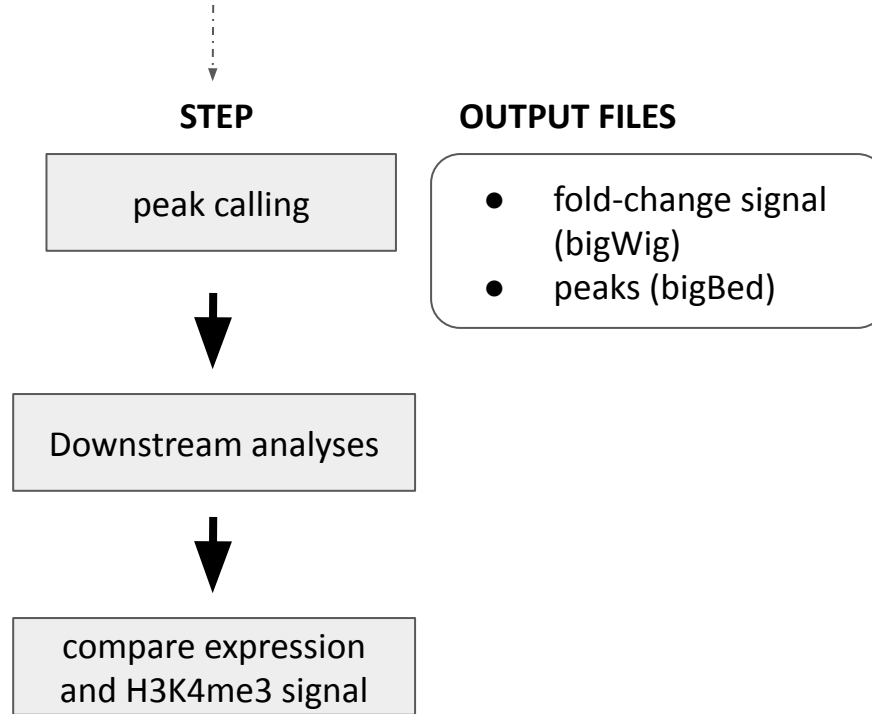 STEP
OUTPUT FILES
peak calling
● fold-change signal
(bigWig)
● peaks (bigBed)
Downstream analyses
compare expression
and H3K4me3 signal